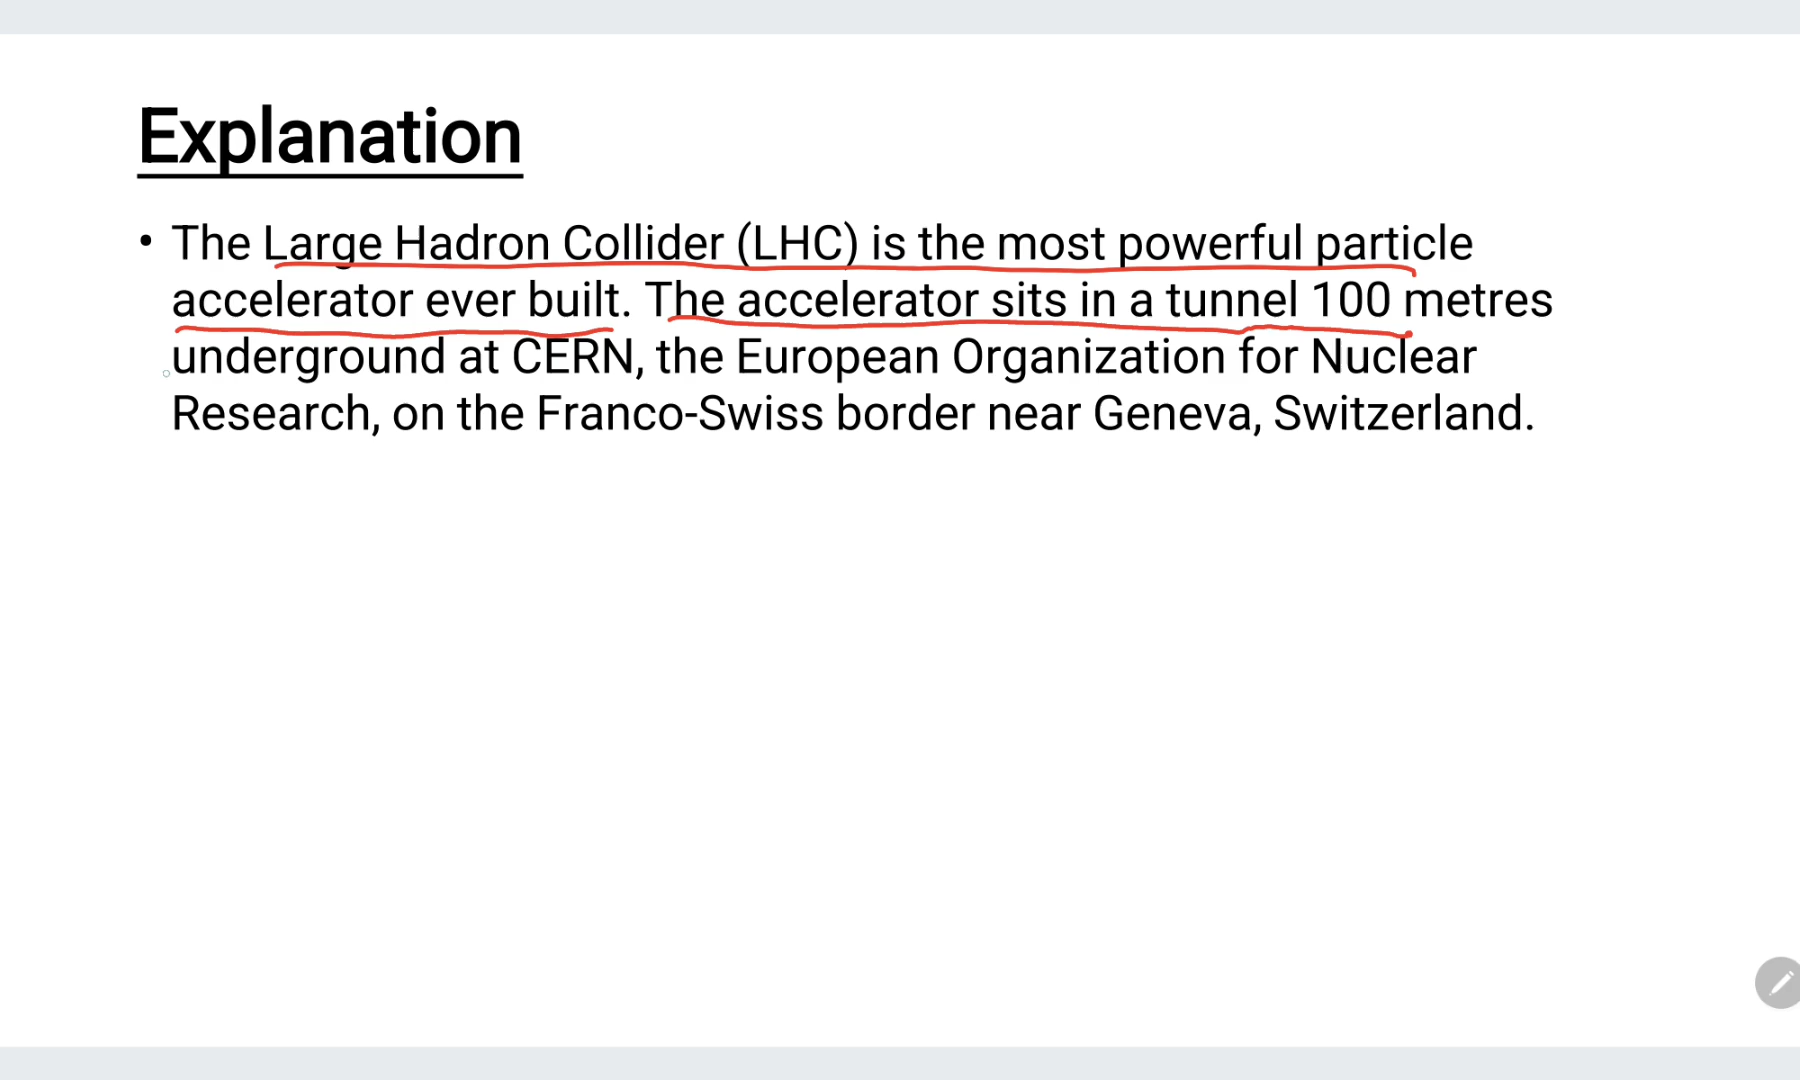 Explanation
• The Large Hadron Collider (LHC) is the most powerful particle
accelerator ever built. The accelerator sits in a tunnel 100 metres
underground at CERN, the European Organization for Nuclear
Research, on the Franco-Swiss border near Geneva, Switzerland.